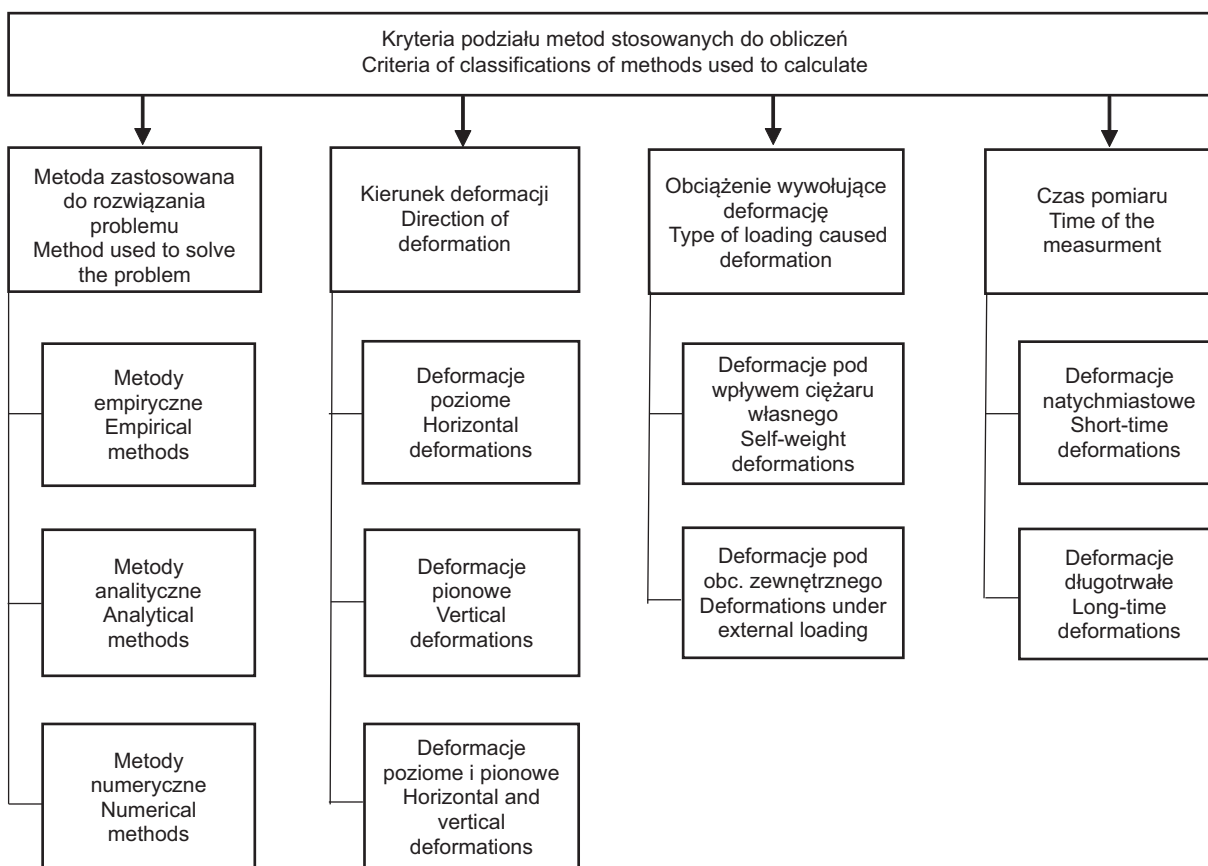 Kryteria podziału metod stosowanych do obliczeń
Criteria of classifications of methods used to calculate
Metoda zastosowana
do rozwiązania
problemu
Method used to solve
the problem
Metody
empiryczne
Empirical
methods
Metody
analityczne
Analytical
methods
Metody
numeryczne
Numerical
methods
Kierunek deformacji
Direction of
deformation
Deformacje
poziome
Horizontal
deformations
Deformacje
pionowe
Vertical
deformations
Deformacje
poziome i pionowe
Horizontal and
vertical
deformations
Obciążenie wywołujące
deformację
Type of loading caused
deformation
Deformacje pod
wpływem ciężaru
własnego
Self-weight
deformations
Deformacje pod
obc. zewnętrznego
Deformations under
external loading
Czas pomiaru
Time of the
measurment
Deformacje
natychmiastowe
Short-time
deformations
Deformacje
długotrwałe
Long-time
deformations